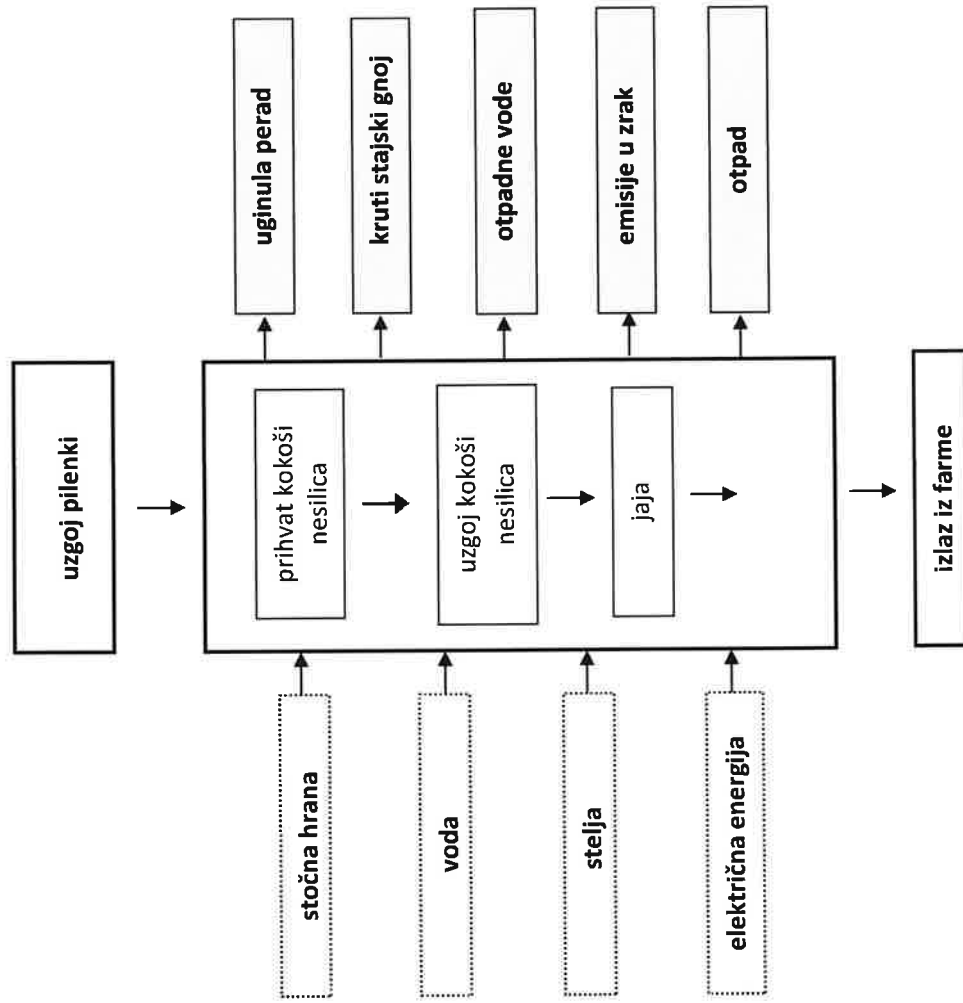 uzgoj pilenki
stočna hrana
prihvat kokoši
nesilica
uginula perad
kruti stajski gnoj
voda
uzgoj kokoši
nesilica
otpadne vode
stelja
jaja
emisije u zrak
električna energija
otpad
izlaz iz farme